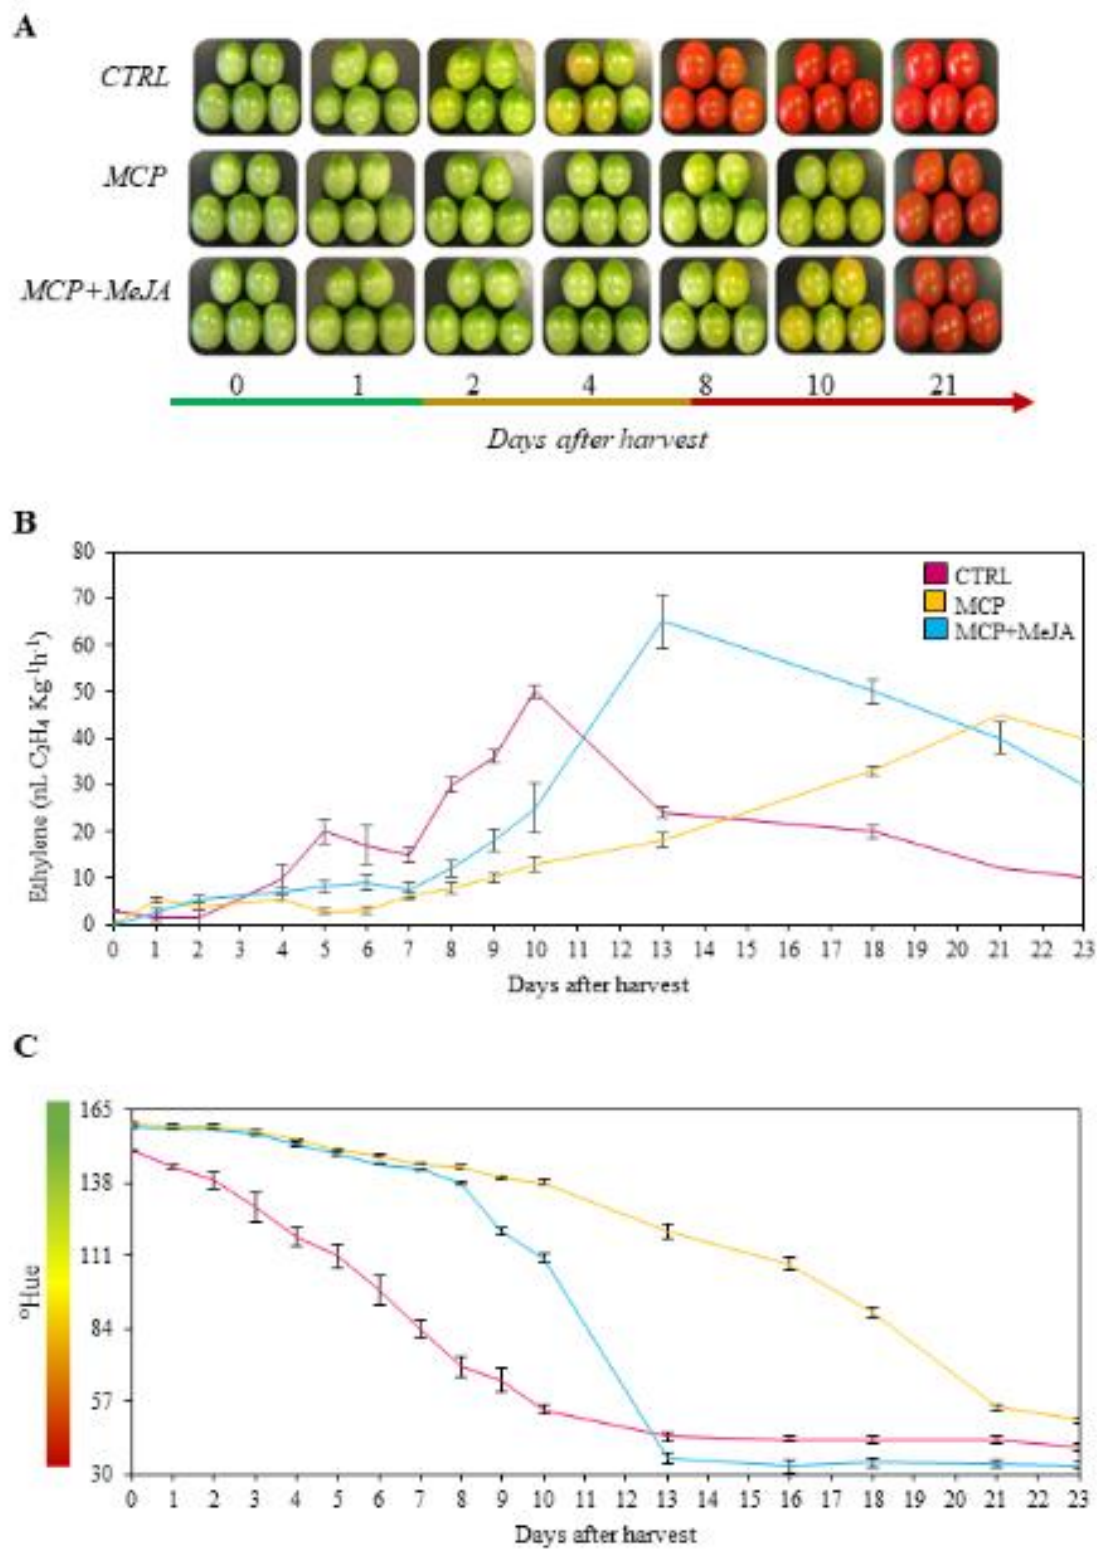 A
CTRL
MCP
MCP+MeJA
0 1 2 4 8 10 21
Days after harvest
B
80
70
60
50
40
30
20
10
0
Ethylene (nL C₂H₄ Kg⁻¹h⁻¹)
CTRL
MCP
MCP+MeJA
0 1 2 3 4 5 6 7 8 9 10 11 12 13 14 15 16 17 18 19 20 21 22 23
Days after harvest
C
165
138
111
84
57
30
°Hue
0 1 2 3 4 5 6 7 8 9 10 11 12 13 14 15 16 17 18 19 20 21 22 23
Days after harvest